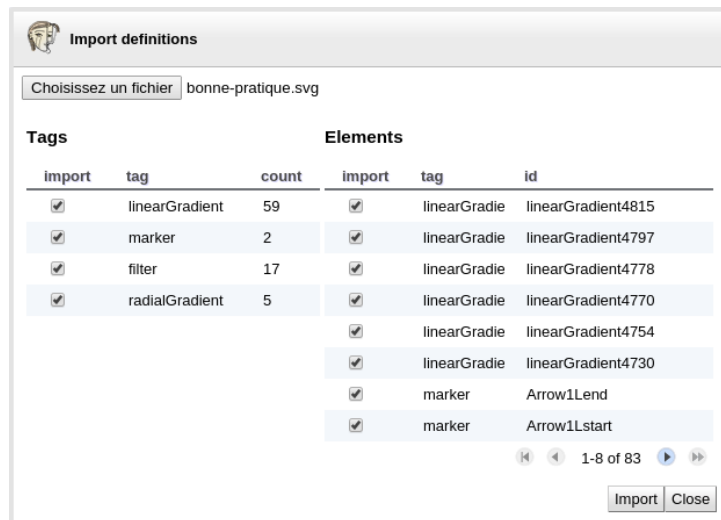 Import definitions
Choisissez un fichier bonne-pratique.svg
Tags
import tag count
linearGradient 59
marker 2
filter 17
radialGradient 5
Elements
import tag id
linearGradie linearGradient4815
linearGradie linearGradient4797
linearGradie linearGradient4778
linearGradie linearGradient4770
linearGradie linearGradient4754
linearGradie linearGradient4730
marker Arrow1Lend
marker Arrow1Lstart
1-8 of 83
Import Close